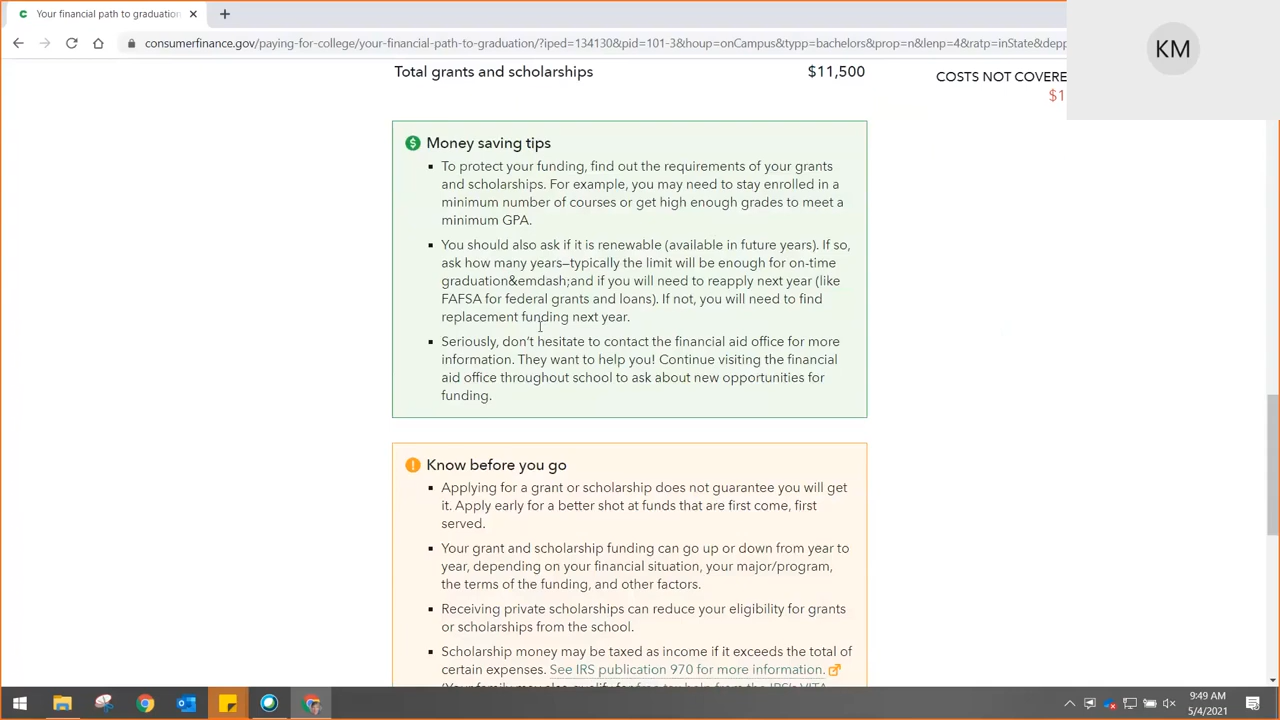 Your financial path to graduation
consumerfinance.gov/paying-for-college/your-financial-path-to-graduation/?iped=134130&pid=101-3&houp=onCampus&typp=bachelors&prop=n&lenp=4&ratp=inState&depp
KM
Total grants and scholarships $11,500
COSTS NOT COVERE
$1
Money saving tips
To protect your funding, find out the requirements of your grants
and scholarships. For example, you may need to stay enrolled in a
minimum number of courses or get high enough grades to meet a
minimum GPA.
You should also ask if it is renewable (available in future years). If so,
ask how many years—typically the limit will be enough for on-time
graduation&emdash;and if you will need to reapply next year (like
FAFSA for federal grants and loans). If not, you will need to find
replacement funding next year.
Seriously, don't hesitate to contact the financial aid office for more
information. They want to help you! Continue visiting the financial
aid office throughout school to ask about new opportunities for
funding.
Know before you go
Applying for a grant or scholarship does not guarantee you will get
it. Apply early for a better shot at funds that are first come, first
served.
Your grant and scholarship funding can go up or down from year to
year, depending on your financial situation, your major/program,
the terms of the funding, and other factors.
Receiving private scholarships can reduce your eligibility for grants
or scholarships from the school.
Scholarship money may be taxed as income if it exceeds the total of
certain expenses. See IRS publication 970 for more information.
(Your family may also qualify for free tax help from the IRS's VITA
9:49 AM
5/4/2021